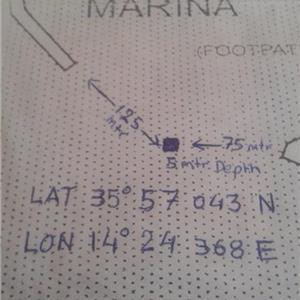 MARINA
(FOOTPAT
125
mtr
75 mtr
5 mtr Depth
LAT 35° 57 043 N
LON 14° 24 368 E